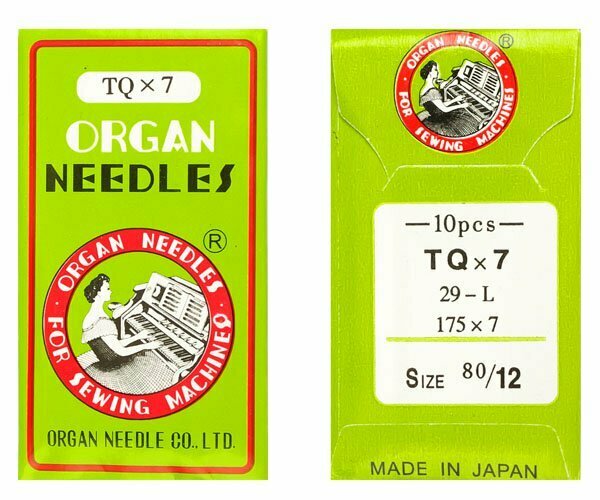 TQ × 7
ORGAN
NEEDLES
®
ORGAN NEEDLES
· FOR SEWING MACHINES ·
ORGAN NEEDLE CO., LTD.
ORGAN NEEDLES
®
· FOR SEWING MACHINES ·
— 10pcs —
TQ × 7
29 – L
175 × 7
SIZE 80/12
MADE IN JAPAN